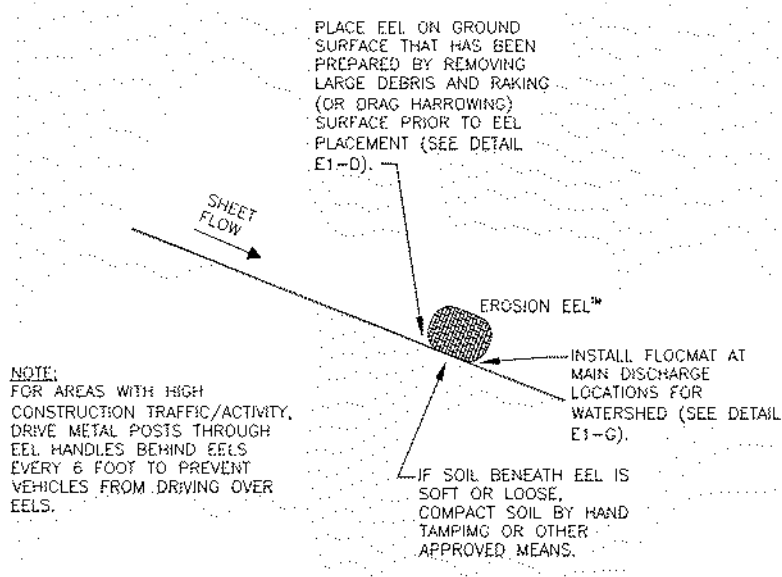 PLACE EEL ON GROUND
SURFACE THAT HAS BEEN
PREPARED BY REMOVING
LARGE DEBRIS AND RAKING
(OR DRAG HARROWING)
SURFACE PRIOR TO EEL
PLACEMENT (SEE DETAIL
E1-D).
SHEET
FLOW
EROSION EEL™
INSTALL FLOCMAT AT
MAIN DISCHARGE
LOCATIONS FOR
WATERSHED (SEE DETAIL
E1-G).
NOTE:
FOR AREAS WITH HIGH
CONSTRUCTION TRAFFIC/ACTIVITY,
DRIVE METAL POSTS THROUGH
EEL HANDLES BEHIND EELS
EVERY 6 FOOT TO PREVENT
VEHICLES FROM DRIVING OVER
EELS.
IF SOIL BENEATH EEL IS
SOFT OR LOOSE,
COMPACT SOIL BY HAND
TAMPIMG OR OTHER
APPROVED MEANS.